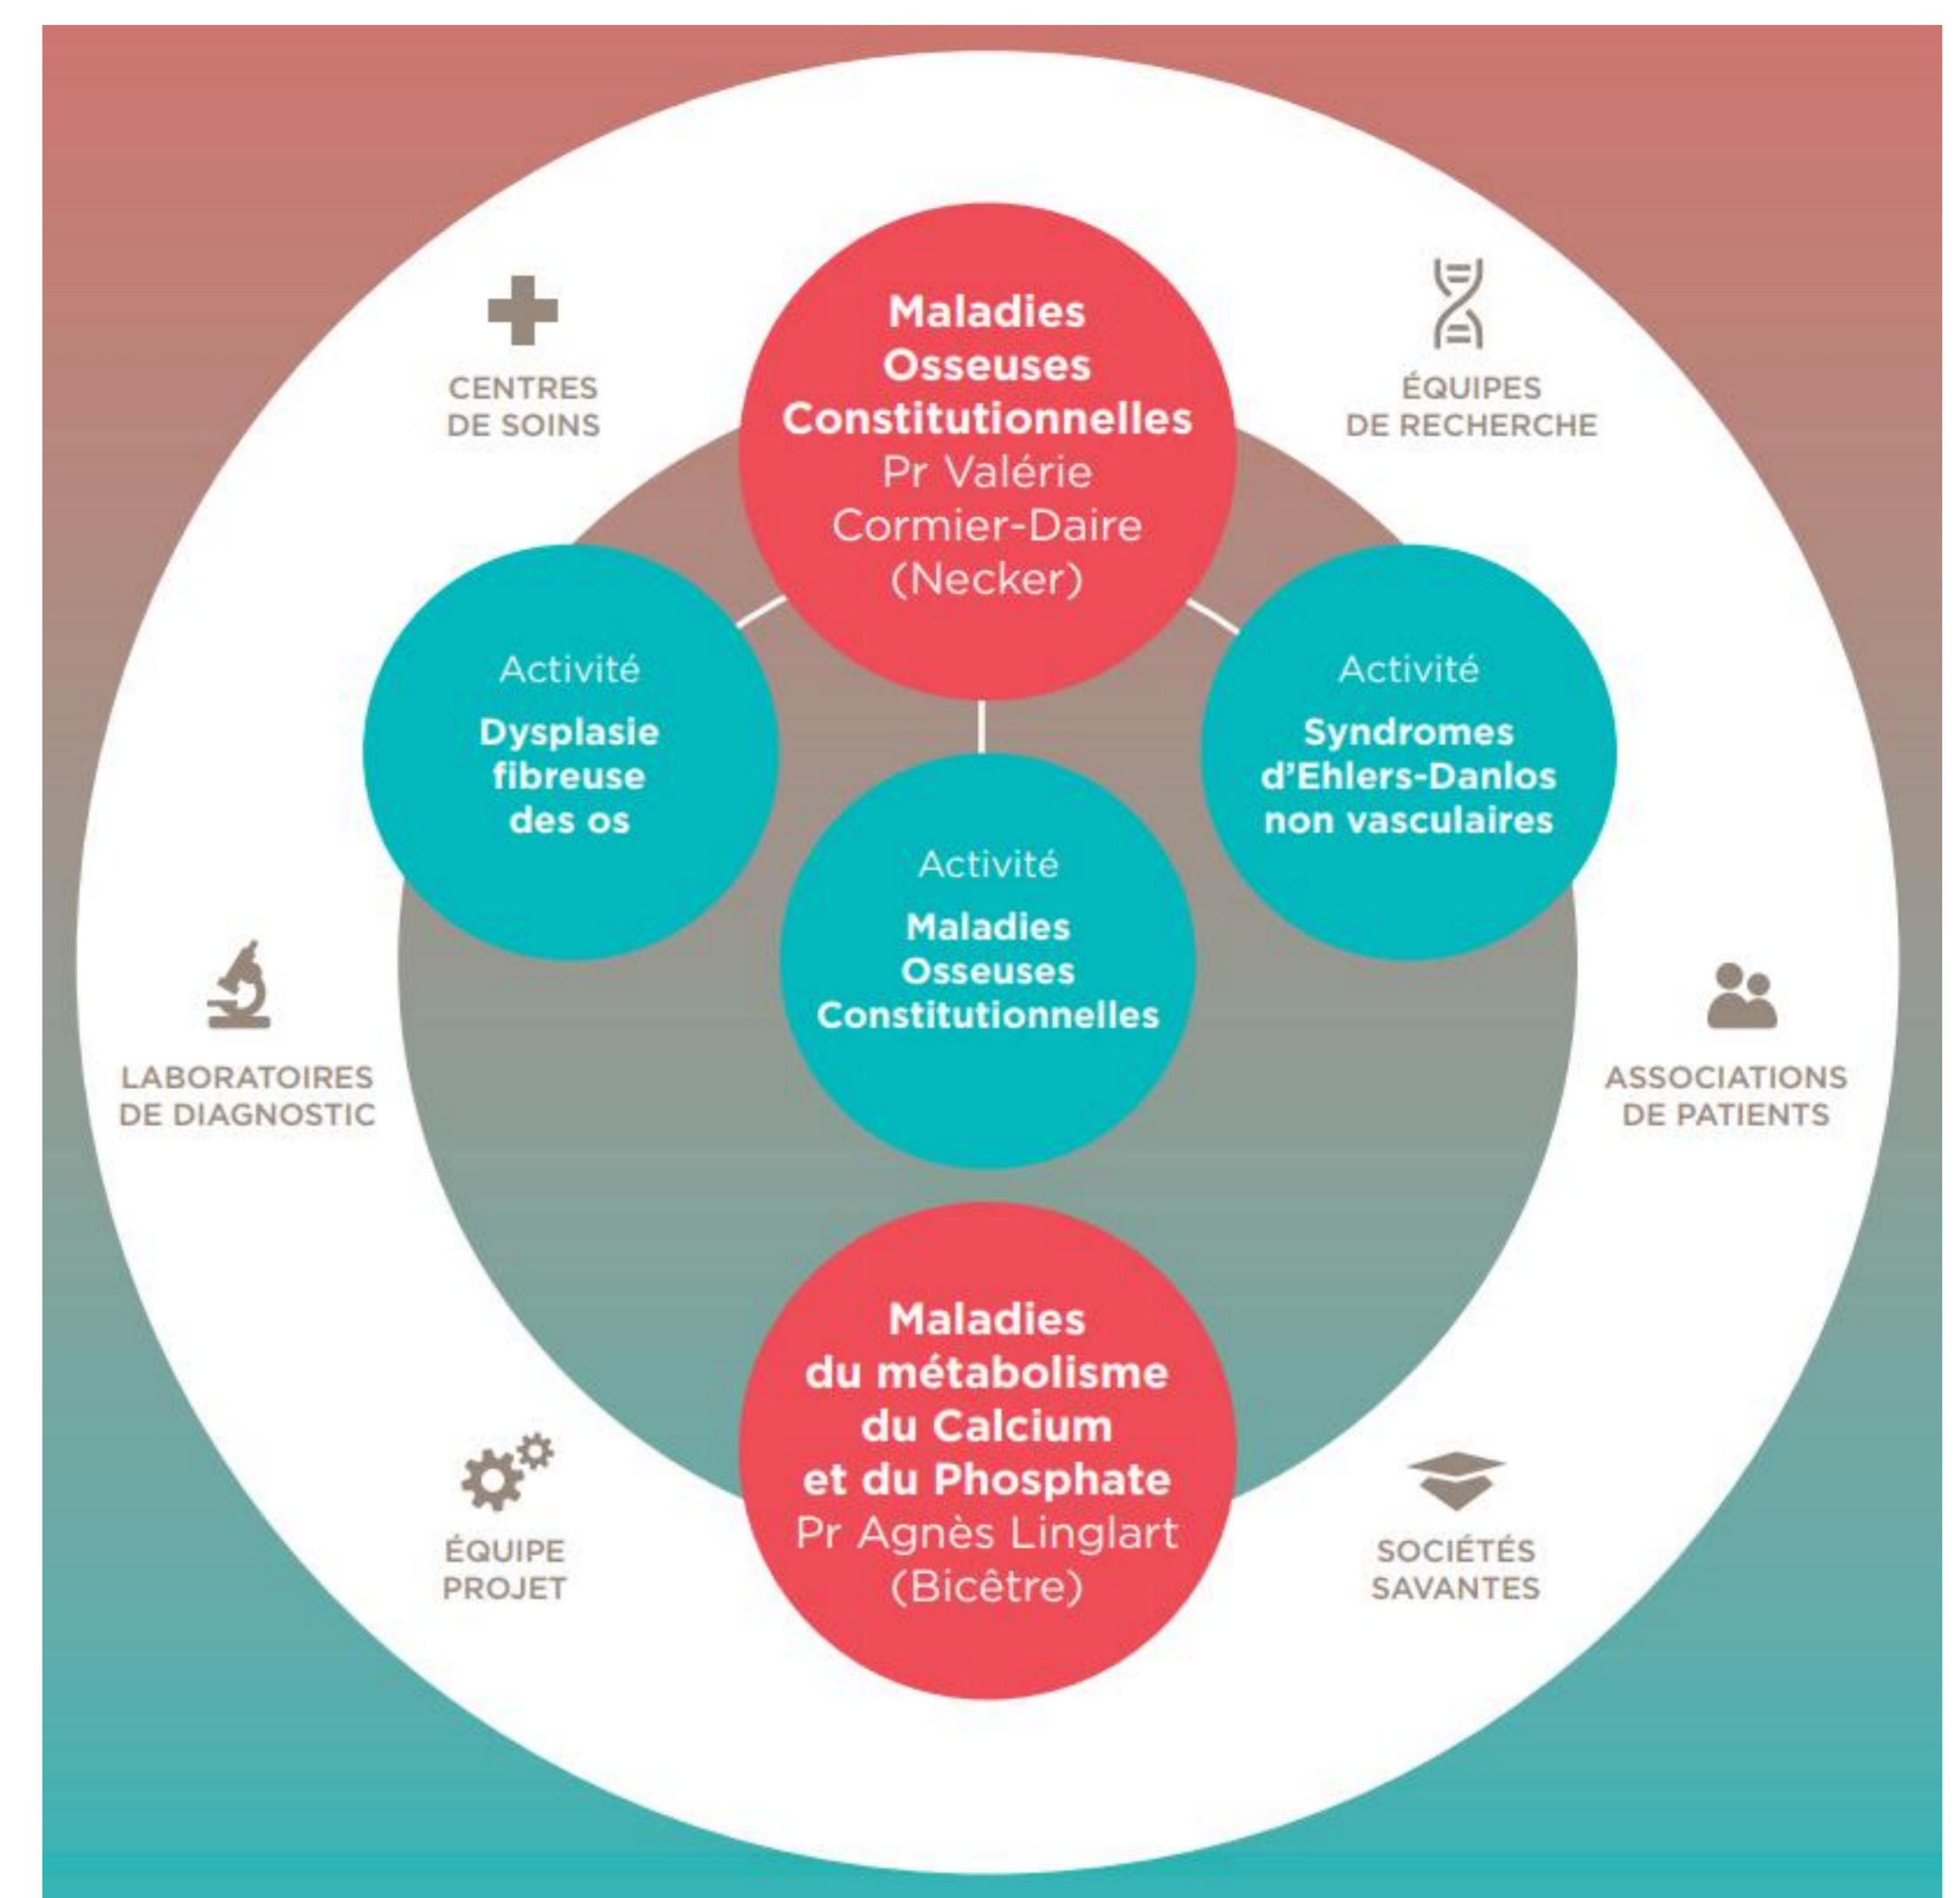 Maladies
Osseuses
Constitutionnelles
Pr Valérie
Cormier-Daire
(Necker)
CENTRES
DE SOINS
ÉQUIPES
DE RECHERCHE
Activité
Dysplasie
fibreuse
des os
Activité
Syndromes
d'Ehlers-Danlos
non vasculaires
Activité
Maladies
Osseuses
Constitutionnelles
LABORATOIRES
DE DIAGNOSTIC
ASSOCIATIONS
DE PATIENTS
Maladies
du métabolisme
du Calcium
et du Phosphate
Pr Agnès Linglart
(Bicêtre)
ÉQUIPE
PROJET
SOCIÉTÉS
SAVANTES